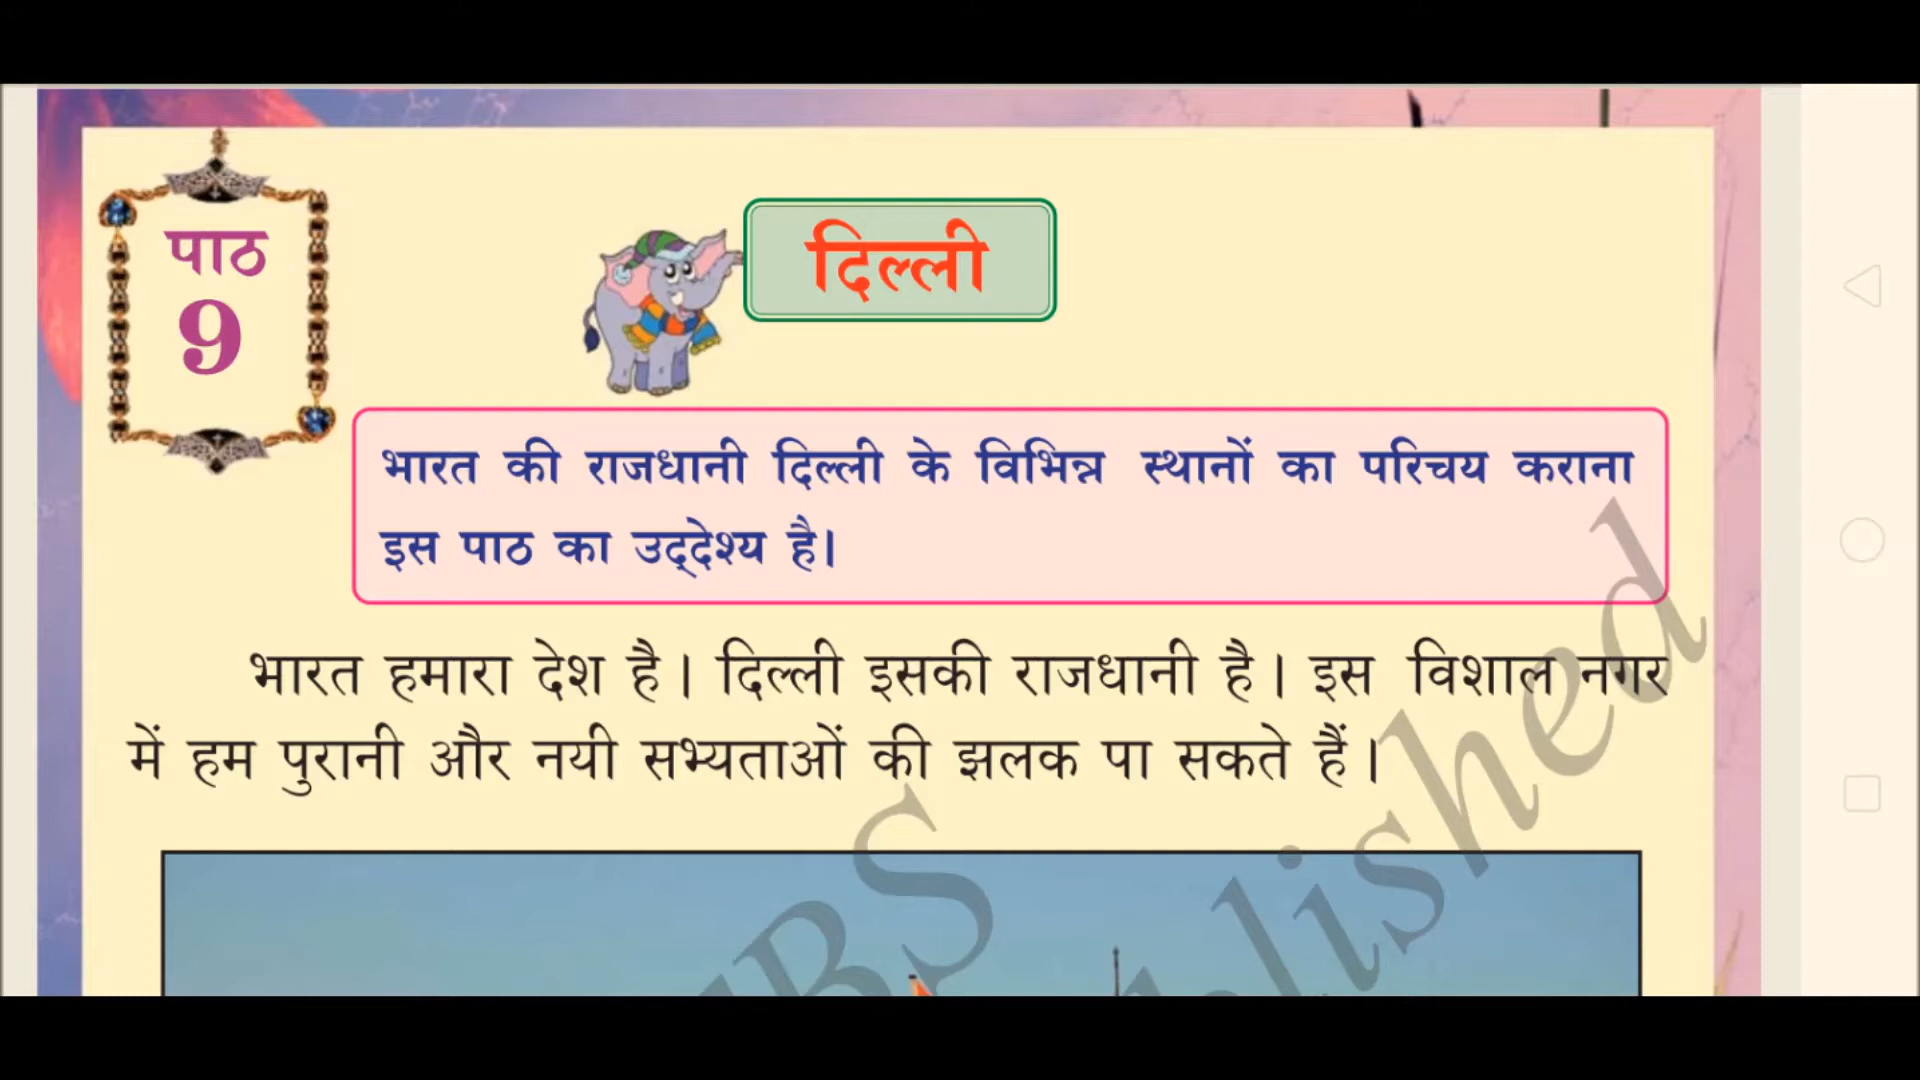 पाठ
9
दिल्ली
भारत की राजधानी दिल्ली के विभिन्न स्थानों का परिचय कराना
इस पाठ का उद्‌देश्य है।
भारत हमारा देश है। दिल्ली इसकी राजधानी है। इस विशाल नगर
में हम पुरानी और नयी सभ्यताओं की झलक पा सकते हैं।